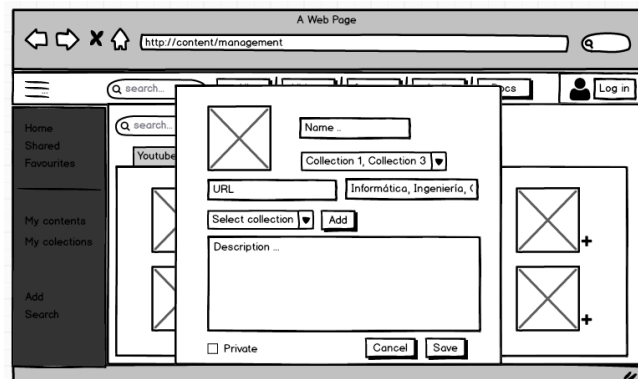 A Web Page
http://content/management
search...
ocs
Log in
Home
Shared
Favourites
My contents
My colections
Add
Search
search...
Youtube
Name ..
Collection 1, Collection 3
URL
Informática, Ingeniería, (
Select collection
Add
Description ...
Private
Cancel
Save